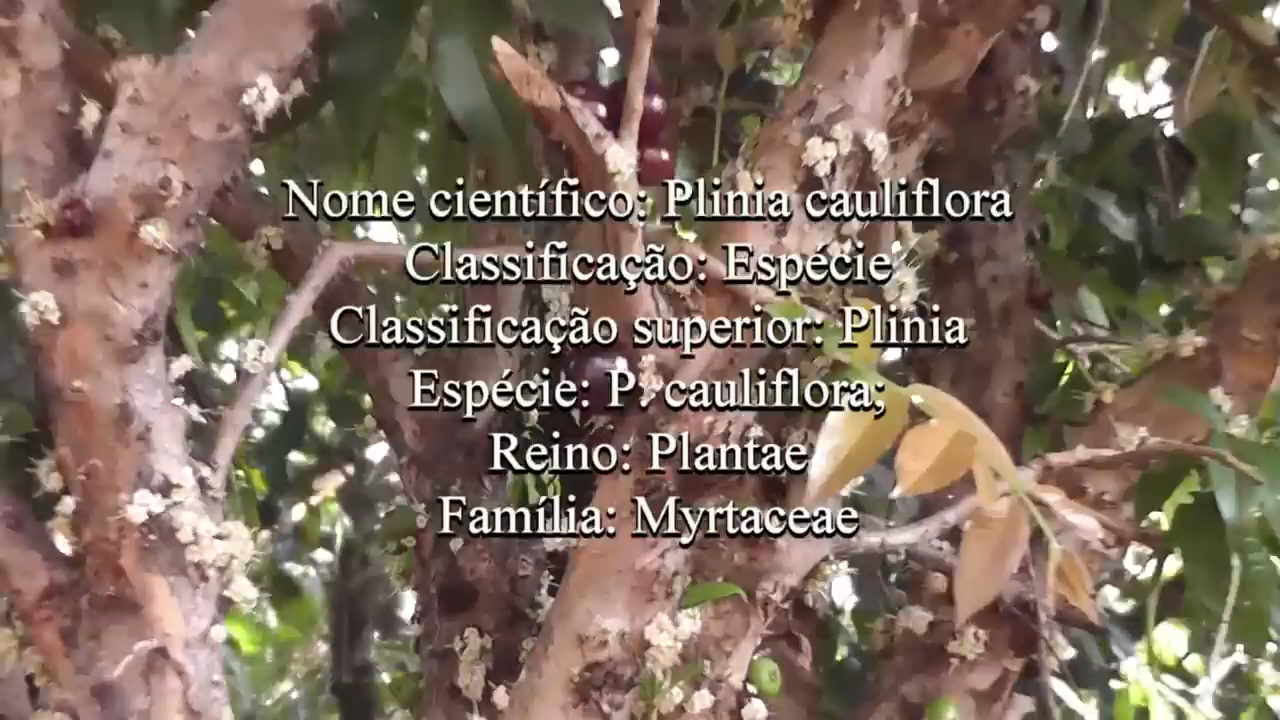 Nome científico: Plinia cauliflora
Classificação: Espécie
Classificação superior: Plinia
Espécie: P. cauliflora;
Reino: Plantae
Família: Myrtaceae